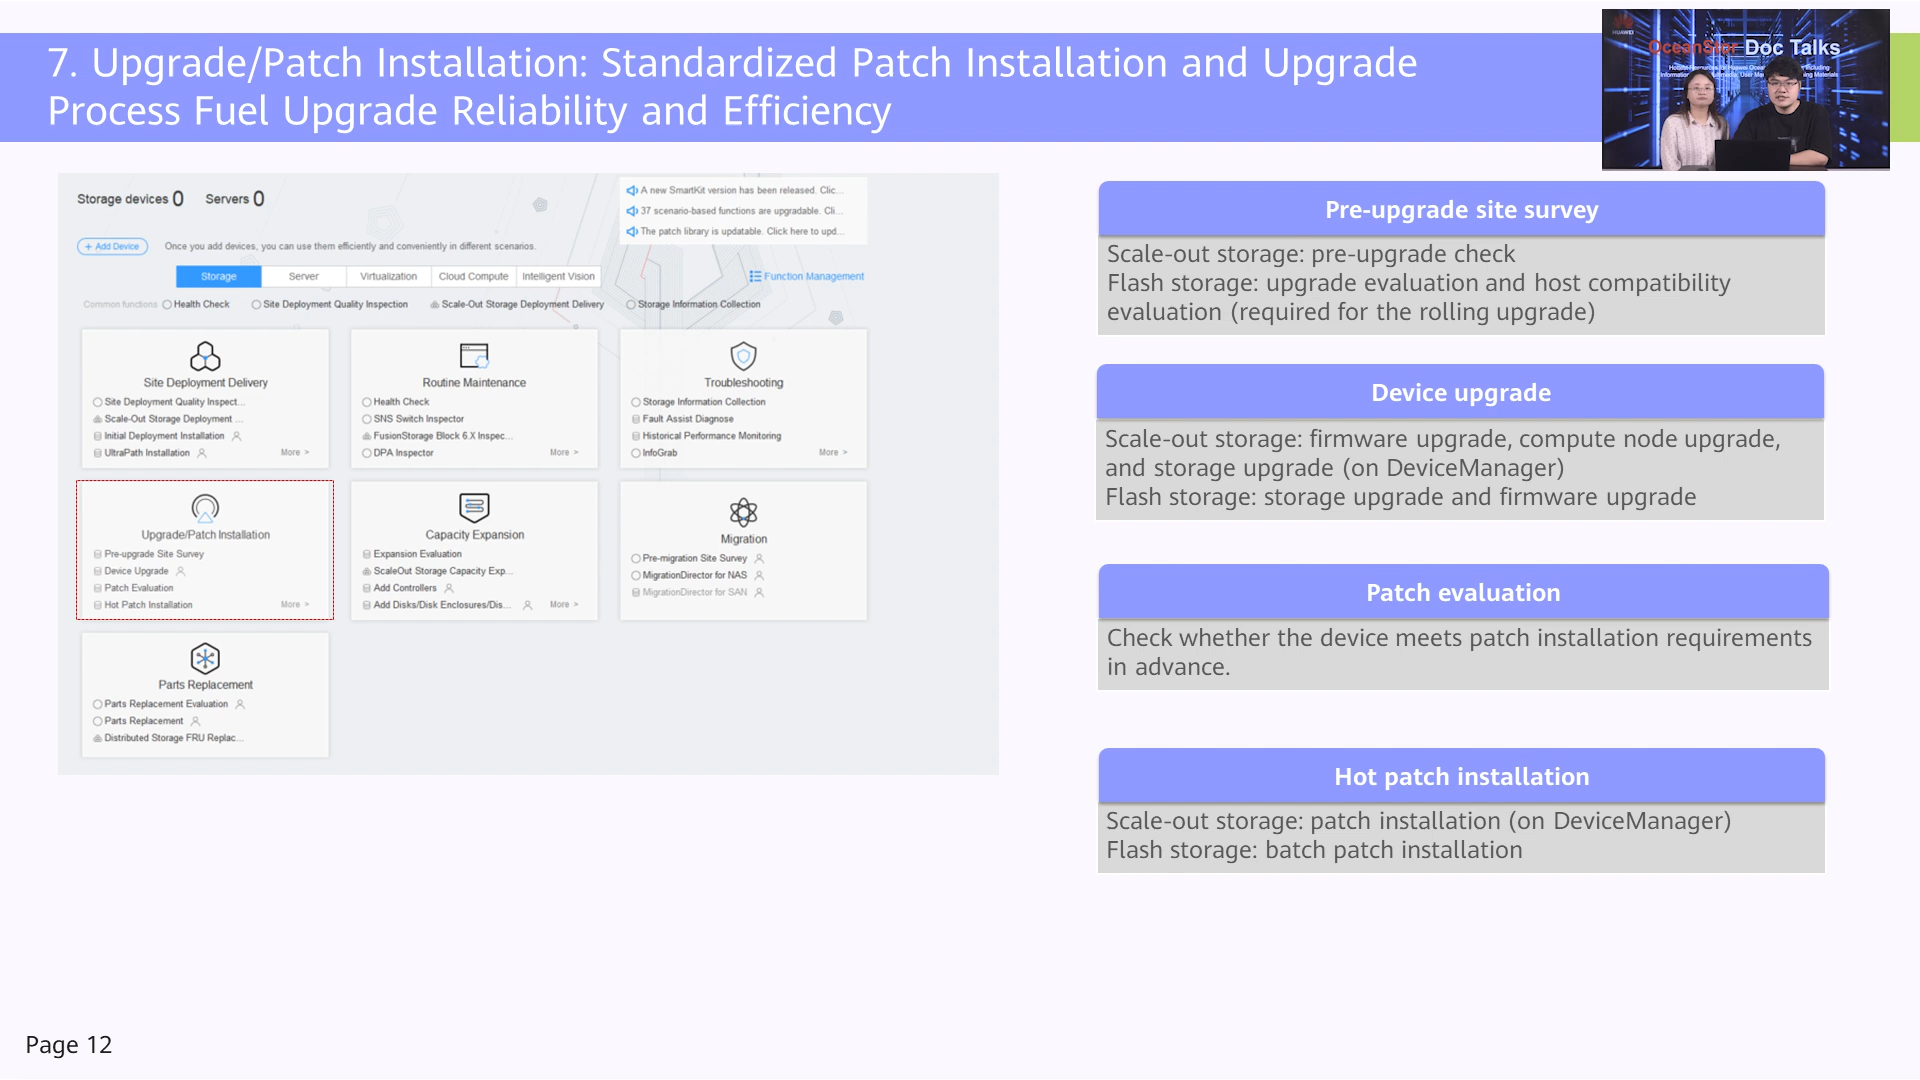 7. Upgrade/Patch Installation: Standardized Patch Installation and Upgrade
Process Fuel Upgrade Reliability and Efficiency
HUAWEI
OceanStor Doc Talks
Storage devices 0 Servers 0
A new SmartKit version has been released. Clic...
37 scenario-based functions are upgradable. Cli...
The patch library is updatable. Click here to upd...
+ Add Device Once you add devices, you can use them efficiently and conveniently in different scenarios.
Storage Server Virtualization Cloud Compute Intelligent Vision Function Management
Common functions Health Check Site Deployment Quality Inspection Scale-Out Storage Deployment Delivery Storage Information Collection
Site Deployment Delivery
Site Deployment Quality Inspect...
Scale-Out Storage Deployment ...
Initial Deployment Installation
UltraPath Installation More >
Routine Maintenance
Health Check
SNS Switch Inspector
FusionStorage Block 6.X Inspec...
DPA Inspector More >
Troubleshooting
Storage Information Collection
Fault Assist Diagnose
Historical Performance Monitoring
InfoGrab More >
Upgrade/Patch Installation
Pre-upgrade Site Survey
Device Upgrade
Patch Evaluation
Hot Patch Installation More >
Capacity Expansion
Expansion Evaluation
ScaleOut Storage Capacity Exp...
Add Controllers
Add Disks/Disk Enclosures/Dis... More >
Migration
Pre-migration Site Survey
MigrationDirector for NAS
MigrationDirector for SAN
Parts Replacement
Parts Replacement Evaluation
Parts Replacement
Distributed Storage FRU Replac...
Pre-upgrade site survey
Scale-out storage: pre-upgrade check
Flash storage: upgrade evaluation and host compatibility
evaluation (required for the rolling upgrade)
Device upgrade
Scale-out storage: firmware upgrade, compute node upgrade,
and storage upgrade (on DeviceManager)
Flash storage: storage upgrade and firmware upgrade
Patch evaluation
Check whether the device meets patch installation requirements
in advance.
Hot patch installation
Scale-out storage: patch installation (on DeviceManager)
Flash storage: batch patch installation
Page 12